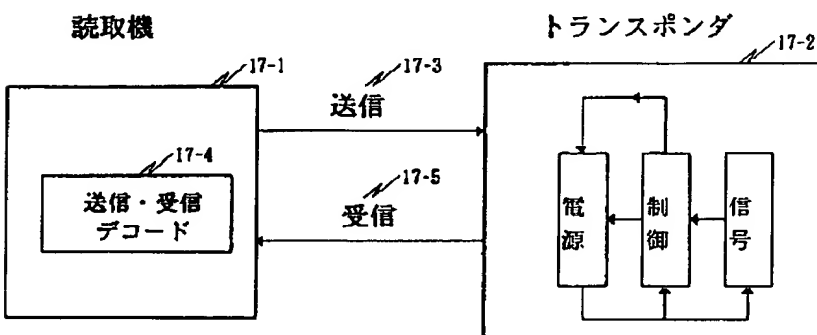 読取機
トランスポンダ
17-1
17-3
17-2
送信
17-4
送信・受信
デコード
17-5
受信
電源
制御
信号